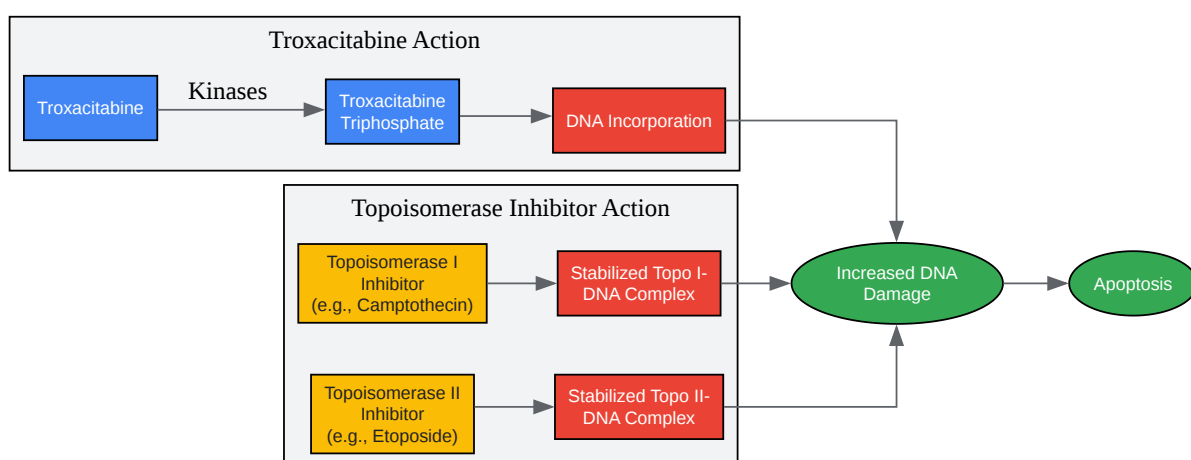 Troxacitabine Action
Troxacitabine
Kinases
Troxacitabine
Triphosphate
DNA Incorporation
Topoisomerase Inhibitor Action
Topoisomerase I
Inhibitor
(e.g., Camptothecin)
Stabilized Topo I-
DNA Complex
Increased DNA
Damage
Apoptosis
Topoisomerase II
Inhibitor
(e.g., Etoposide)
Stabilized Topo II-
DNA Complex